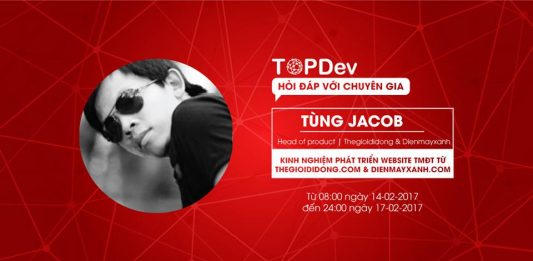 TOPDev
HỎI ĐÁP VỚI CHUYÊN GIA
TÙNG JACOB
Head of product | Thegioididong & Dienmayxanh
KINH NGHIỆM PHÁT TRIỂN WEBSITE TMĐT TỪ
THEGIOIDIDONG.COM & DIENMAYXANH.COM
Từ 08:00 ngày 14-02-2017
đến 24:00 ngày 17-02-2017